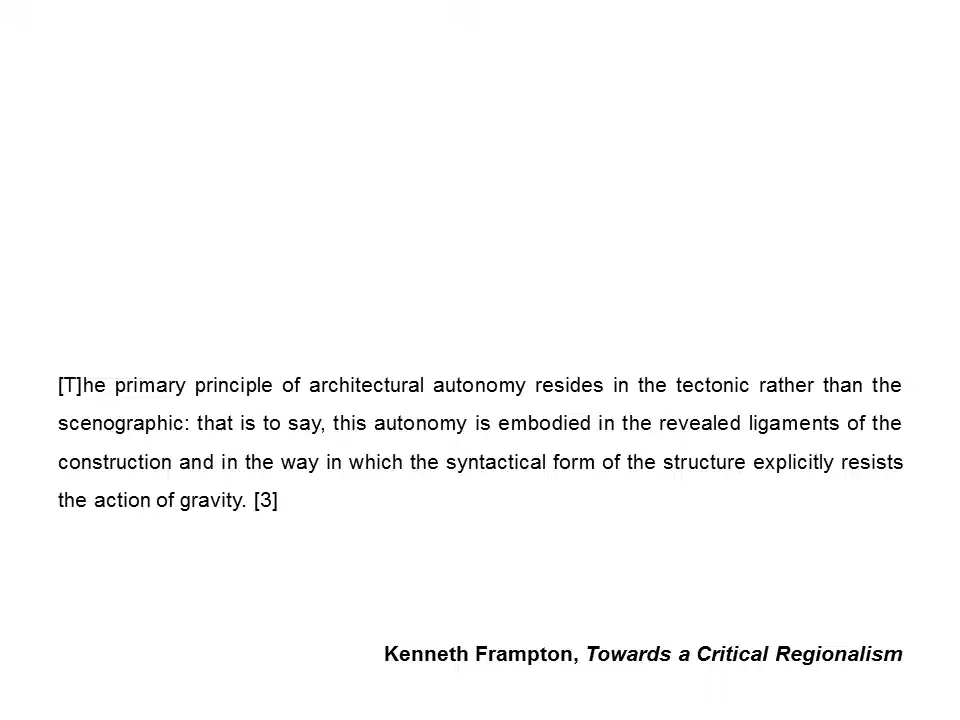 [T]he primary principle of architectural autonomy resides in the tectonic rather than the
scenographic: that is to say, this autonomy is embodied in the revealed ligaments of the
construction and in the way in which the syntactical form of the structure explicitly resists
the action of gravity. [3]
Kenneth Frampton, Towards a Critical Regionalism